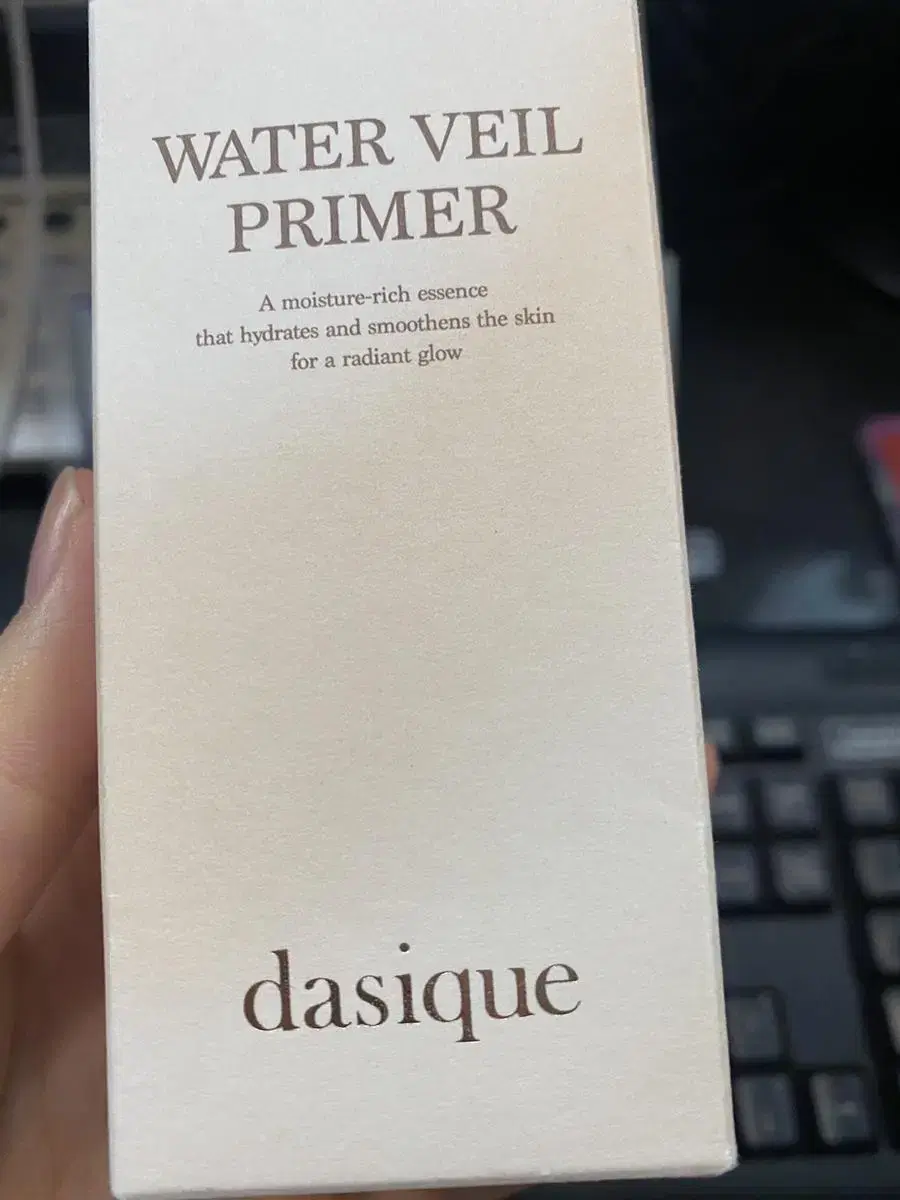 WATER VEIL
PRIMER
A moisture-rich essence
that hydrates and smoothens the skin
for a radiant glow
dasique